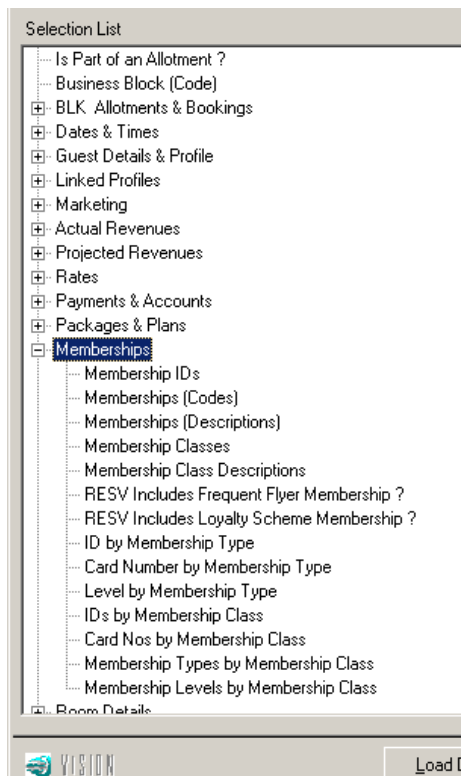 Selection List
Is Part of an Allotment ?
Business Block (Code)
BLK Allotments & Bookings
Dates & Times
Guest Details & Profile
Linked Profiles
Marketing
Actual Revenues
Projected Revenues
Rates
Payments & Accounts
Packages & Plans
Memberships
Membership IDs
Memberships (Codes)
Memberships (Descriptions)
Membership Classes
Membership Class Descriptions
RESV Includes Frequent Flyer Membership ?
RESV Includes Loyalty Scheme Membership ?
ID by Membership Type
Card Number by Membership Type
Level by Membership Type
IDs by Membership Class
Card Nos by Membership Class
Membership Types by Membership Class
Membership Levels by Membership Class
Room Details
VISION
Load